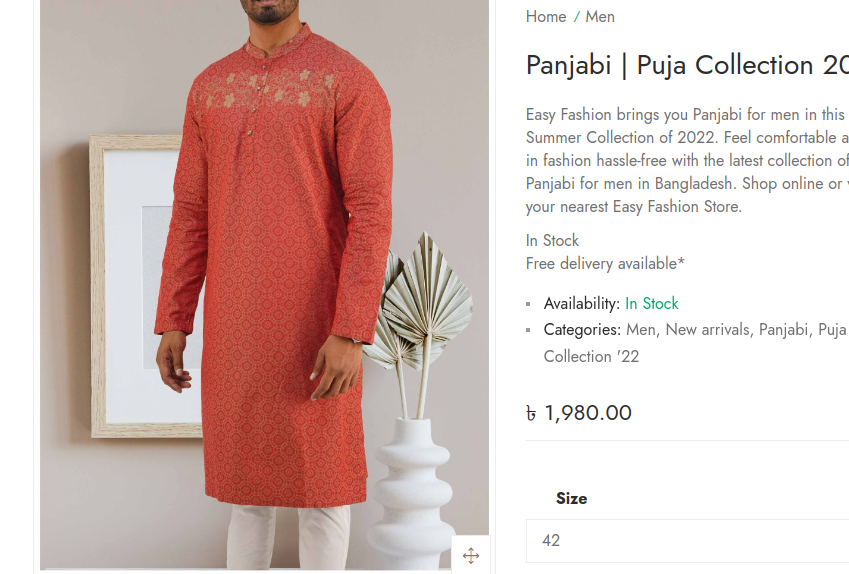 Home / Men
Panjabi | Puja Collection
Easy Fashion brings you Panjabi for men in this
Summer Collection of 2022. Feel comfortable
in fashion hassle-free with the latest collection of
Panjabi for men in Bangladesh. Shop online or
your nearest Easy Fashion Store.
In Stock
Free delivery available*
Availability: In Stock
Categories: Men, New arrivals, Panjabi, Puja
Collection '22
৳ 1,980.00
Size
42